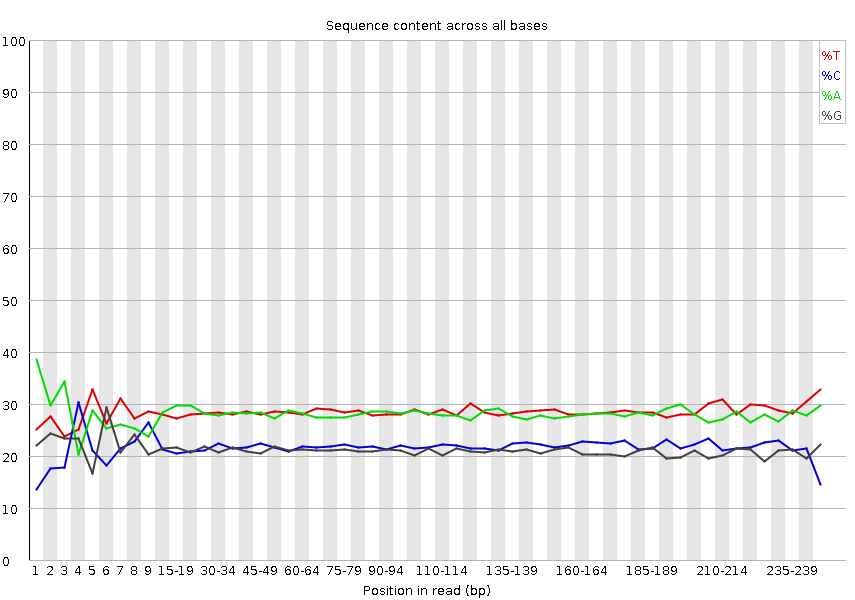 Sequence content across all bases
100
90
80
70
60
50
40
30
20
10
0
%T
%C
%A
%G
1 2 3 4 5 6 7 8 9 15-19 30-34 45-49 60-64 75-79 90-94 110-114 135-139 160-164 185-189 210-214 235-239
Position in read (bp)